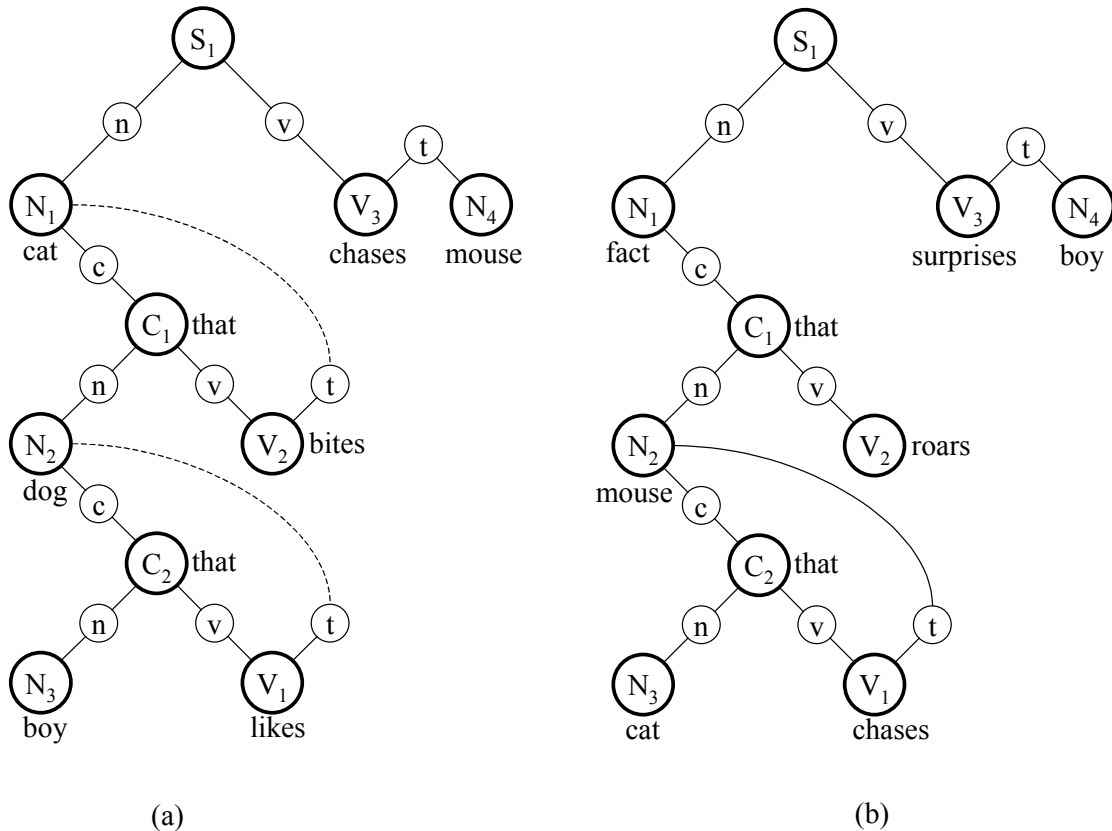 S1 S1
n v t n v t
N1 V3 N4 N1 V3 N4
cat chases mouse fact surprises boy
c c
C1 that C1 that
n v t n v
N2 V2 bites N2 V2 roars
dog mouse
c c
C2 that C2 that
n v t n v t
N3 V1 N3 V1
boy likes cat chases
(a) (b)